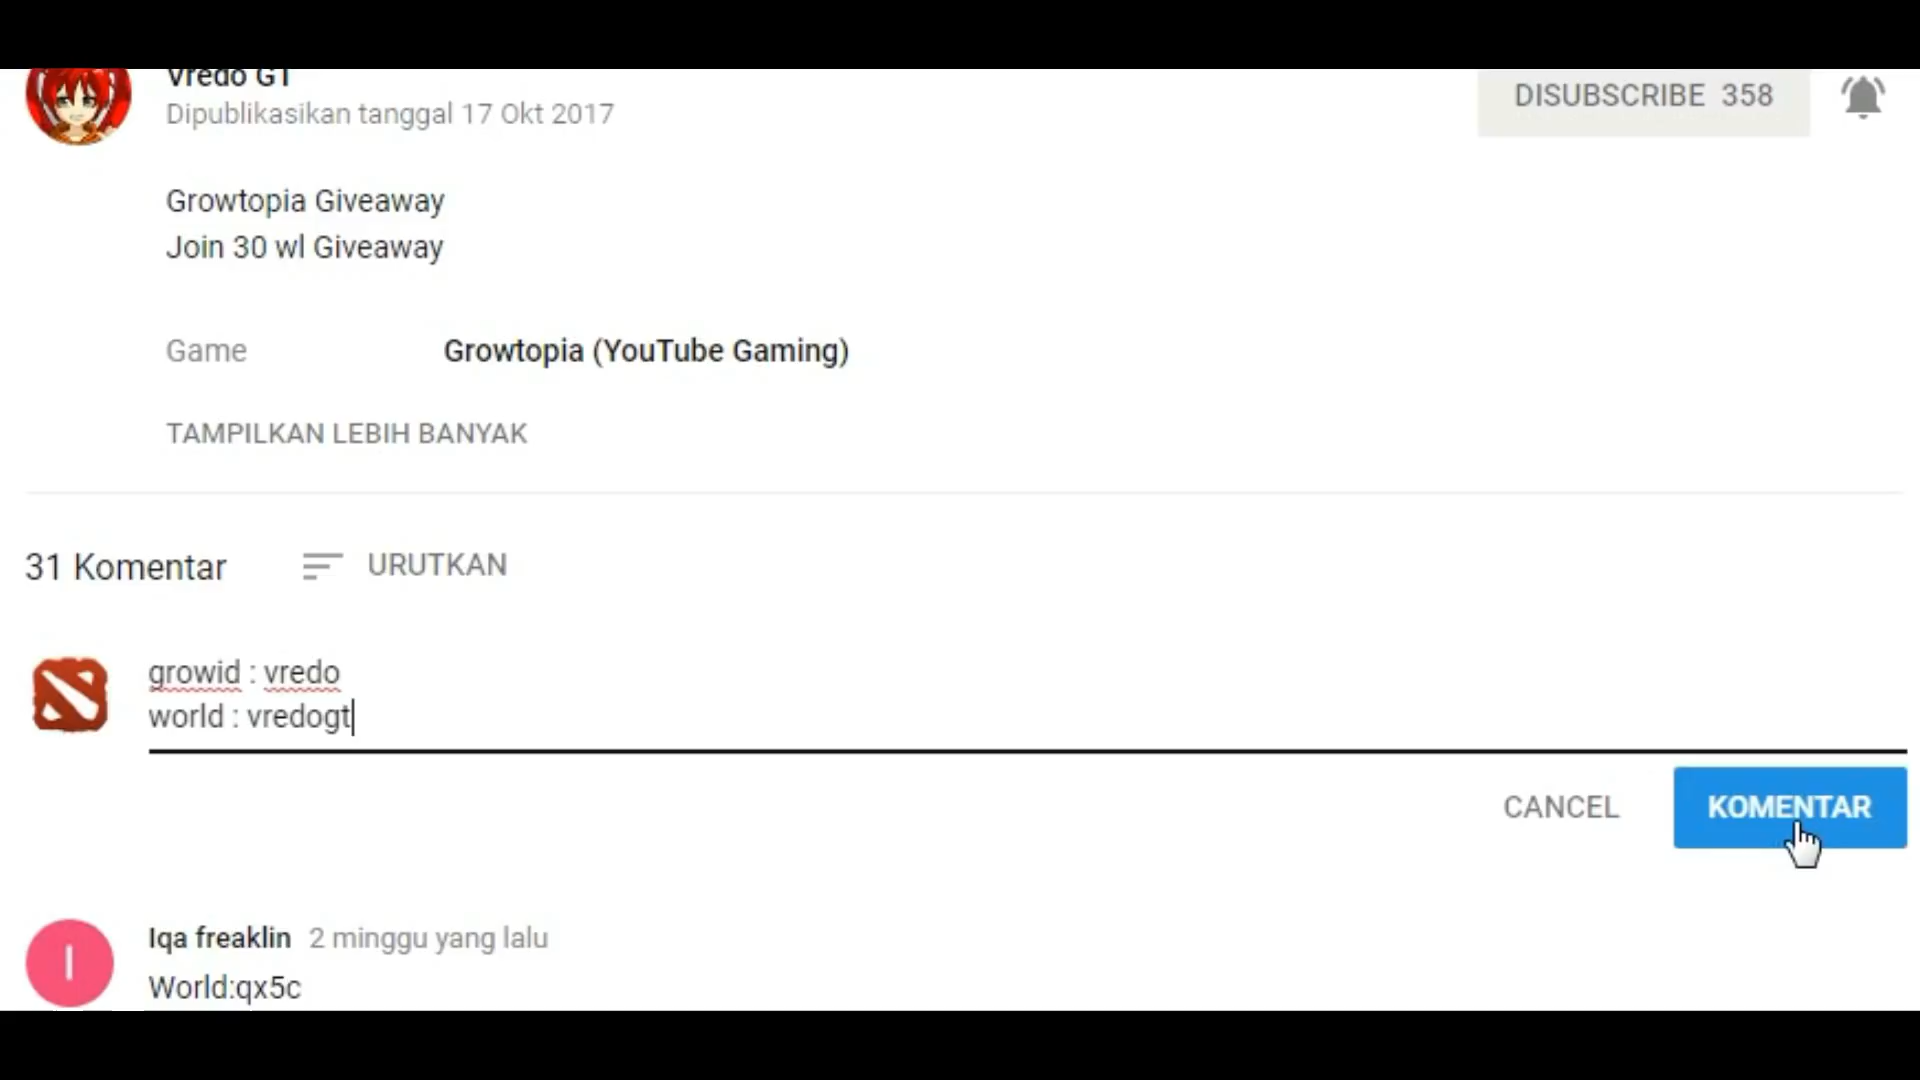 Vredo GT
Dipublikasikan tanggal 17 Okt 2017
DISUBSCRIBE 358
Growtopia Giveaway
Join 30 wl Giveaway
Game Growtopia (YouTube Gaming)
TAMPILKAN LEBIH BANYAK
31 Komentar URUTKAN
growid : vredo
world : vredogt
CANCEL KOMENTAR
I
Iqa freaklin 2 minggu yang lalu
World:qx5c